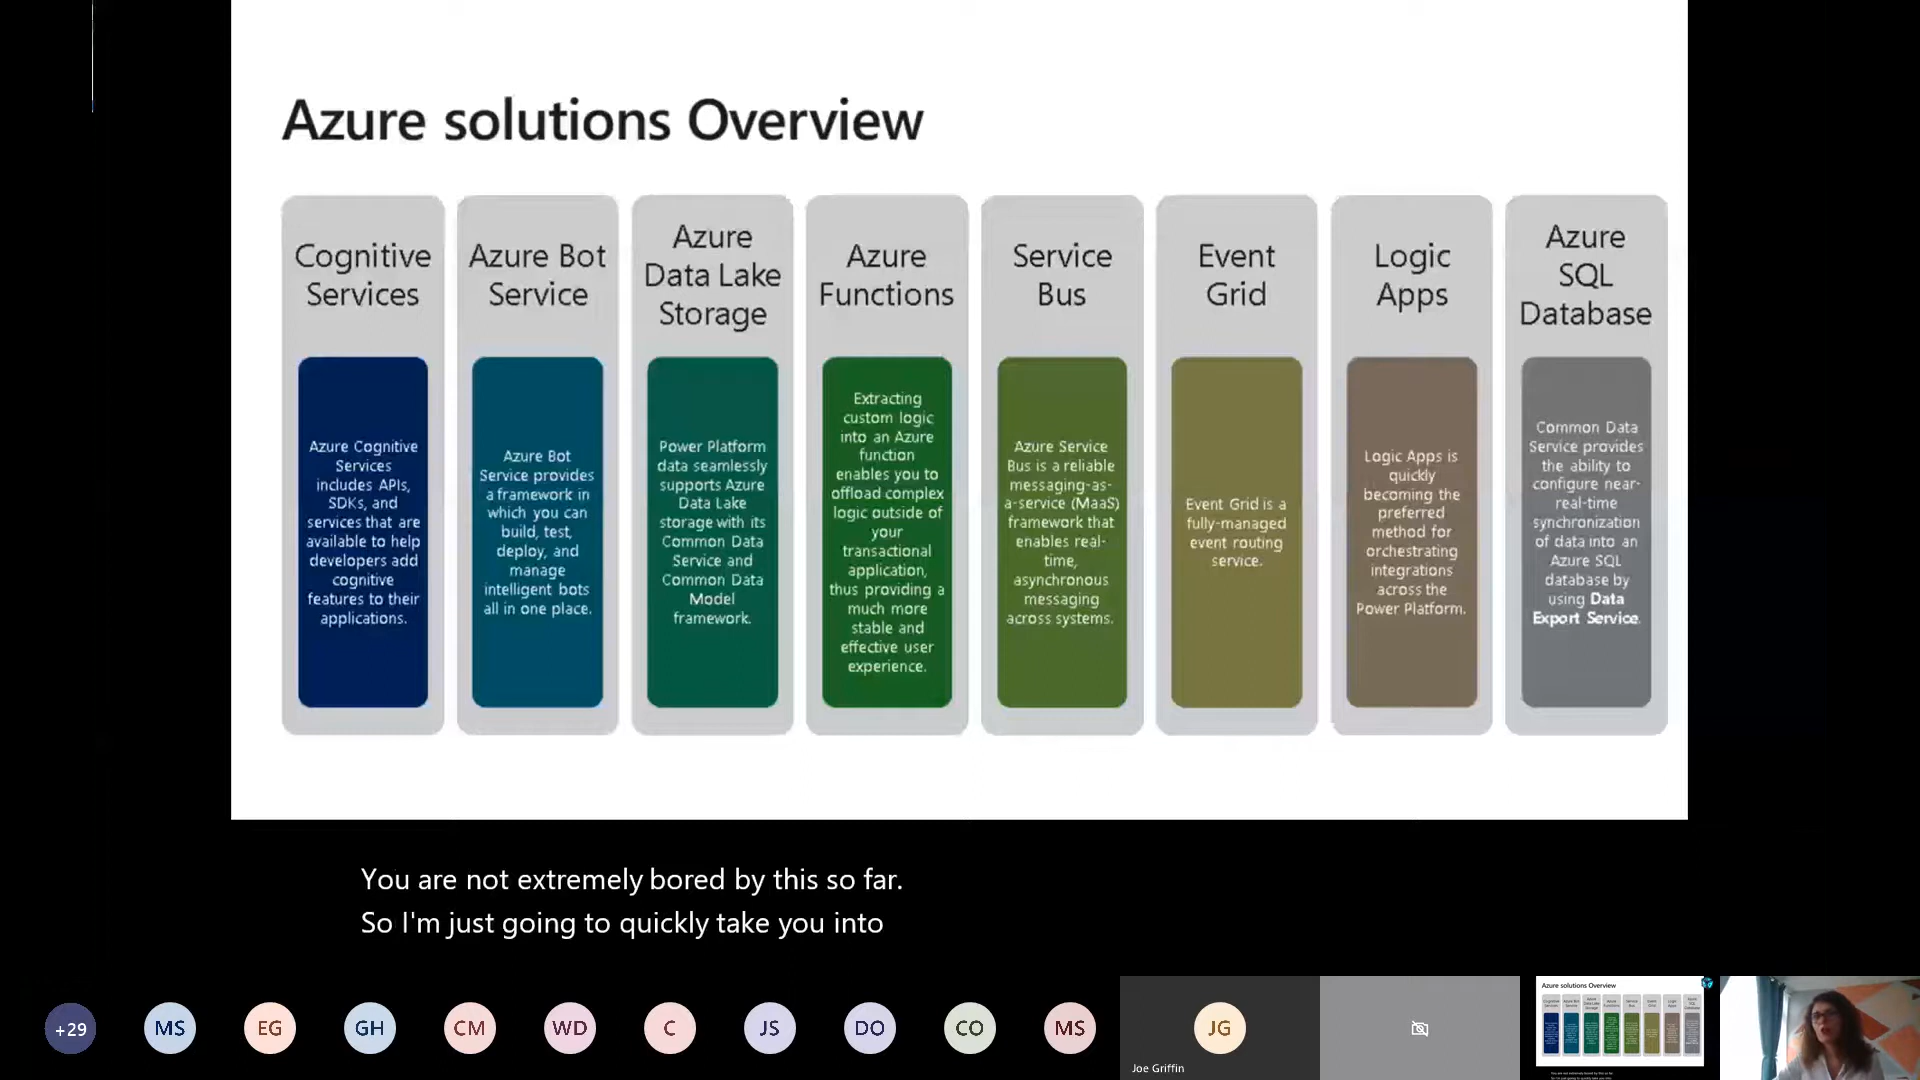 Azure solutions Overview
Cognitive
Services
Azure Cognitive
Services
includes APIs,
SDKs, and
services that are
available to help
developers add
cognitive
features to their
applications.
Azure Bot
Service
Azure Bot
Service provides
a framework in
which you can
build, test,
deploy, and
manage
intelligent bots
all in one place.
Azure
Data Lake
Storage
Power Platform
data seamlessly
supports Azure
Data Lake
storage with its
Common Data
Service and
Common Data
Model
framework.
Azure
Functions
Extracting
custom logic
into an Azure
function
enables you to
offload complex
logic outside of
your
transactional
application,
thus providing a
much more
stable and
effective user
experience.
Service
Bus
Azure Service
Bus is a reliable
messaging-as-
a-service (MaaS)
framework that
enables real-
time,
asynchronous
messaging
across systems.
Event
Grid
Event Grid is a
fully-managed
event routing
service.
Logic
Apps
Logic Apps is
quickly
becoming the
preferred
method for
orchestrating
integrations
across the
Power Platform.
Azure
SQL
Database
Common Data
Service provides
the ability to
configure near-
real-time
synchronization
of data into an
Azure SQL
database by
using Data
Export Service.
You are not extremely bored by this so far.
So I'm just going to quickly take you into
+29
MS
EG
GH
CM
WD
C
JS
DO
CO
MS
JG
Joe Griffin
Azure solutions Overview